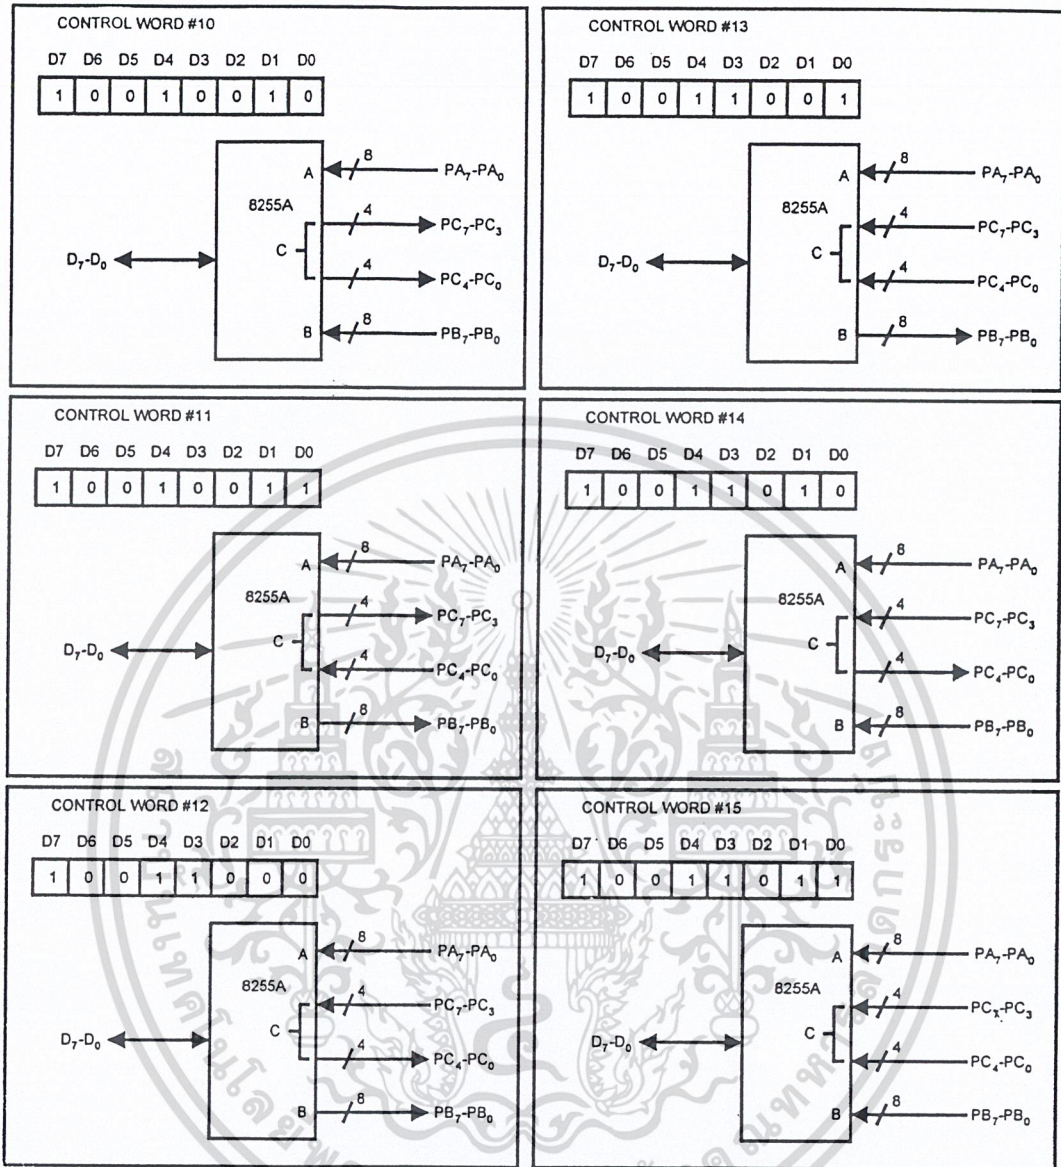 CONTROL WORD #10
D7 D6 D5 D4 D3 D2 D1 D0
1 0 0 1 0 0 1 0
A
8
PA₇-PA₀
8255A
4
PC₇-PC₃
D₇-D₀
C
4
PC₄-PC₀
B
8
PB₇-PB₀
CONTROL WORD #13
D7 D6 D5 D4 D3 D2 D1 D0
1 0 0 1 1 0 0 1
A
8
PA₇-PA₀
8255A
4
PC₇-PC₃
D₇-D₀
C
4
PC₄-PC₀
B
8
PB₇-PB₀
CONTROL WORD #11
D7 D6 D5 D4 D3 D2 D1 D0
1 0 0 1 0 0 1 1
A
8
PA₇-PA₀
8255A
4
PC₇-PC₃
D₇-D₀
C
4
PC₄-PC₀
B
8
PB₇-PB₀
CONTROL WORD #14
D7 D6 D5 D4 D3 D2 D1 D0
1 0 0 1 1 0 1 0
A
8
PA₇-PA₀
8255A
4
PC₇-PC₃
D₇-D₀
C
4
PC₄-PC₀
B
8
PB₇-PB₀
CONTROL WORD #12
D7 D6 D5 D4 D3 D2 D1 D0
1 0 0 1 1 0 0 0
A
8
PA₇-PA₀
8255A
4
PC₇-PC₃
D₇-D₀
C
4
PC₄-PC₀
B
8
PB₇-PB₀
CONTROL WORD #15
D7 D6 D5 D4 D3 D2 D1 D0
1 0 0 1 1 0 1 1
A
8
PA₇-PA₀
8255A
4
PCₓ-PC₃
D₇-D₀
C
4
PC₄-PC₀
B
8
PB₇-PB₀